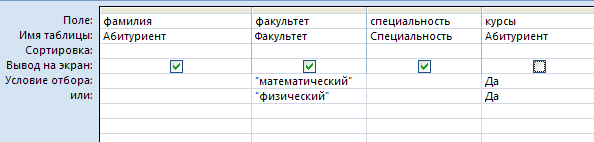 Поле: фамилия факультет специальность курсы
Имя таблицы: Абитуриент Факультет Специальность Абитуриент
Сортировка:
Вывод на экран:
Условие отбора: "математический" Да
или: "физический" Да